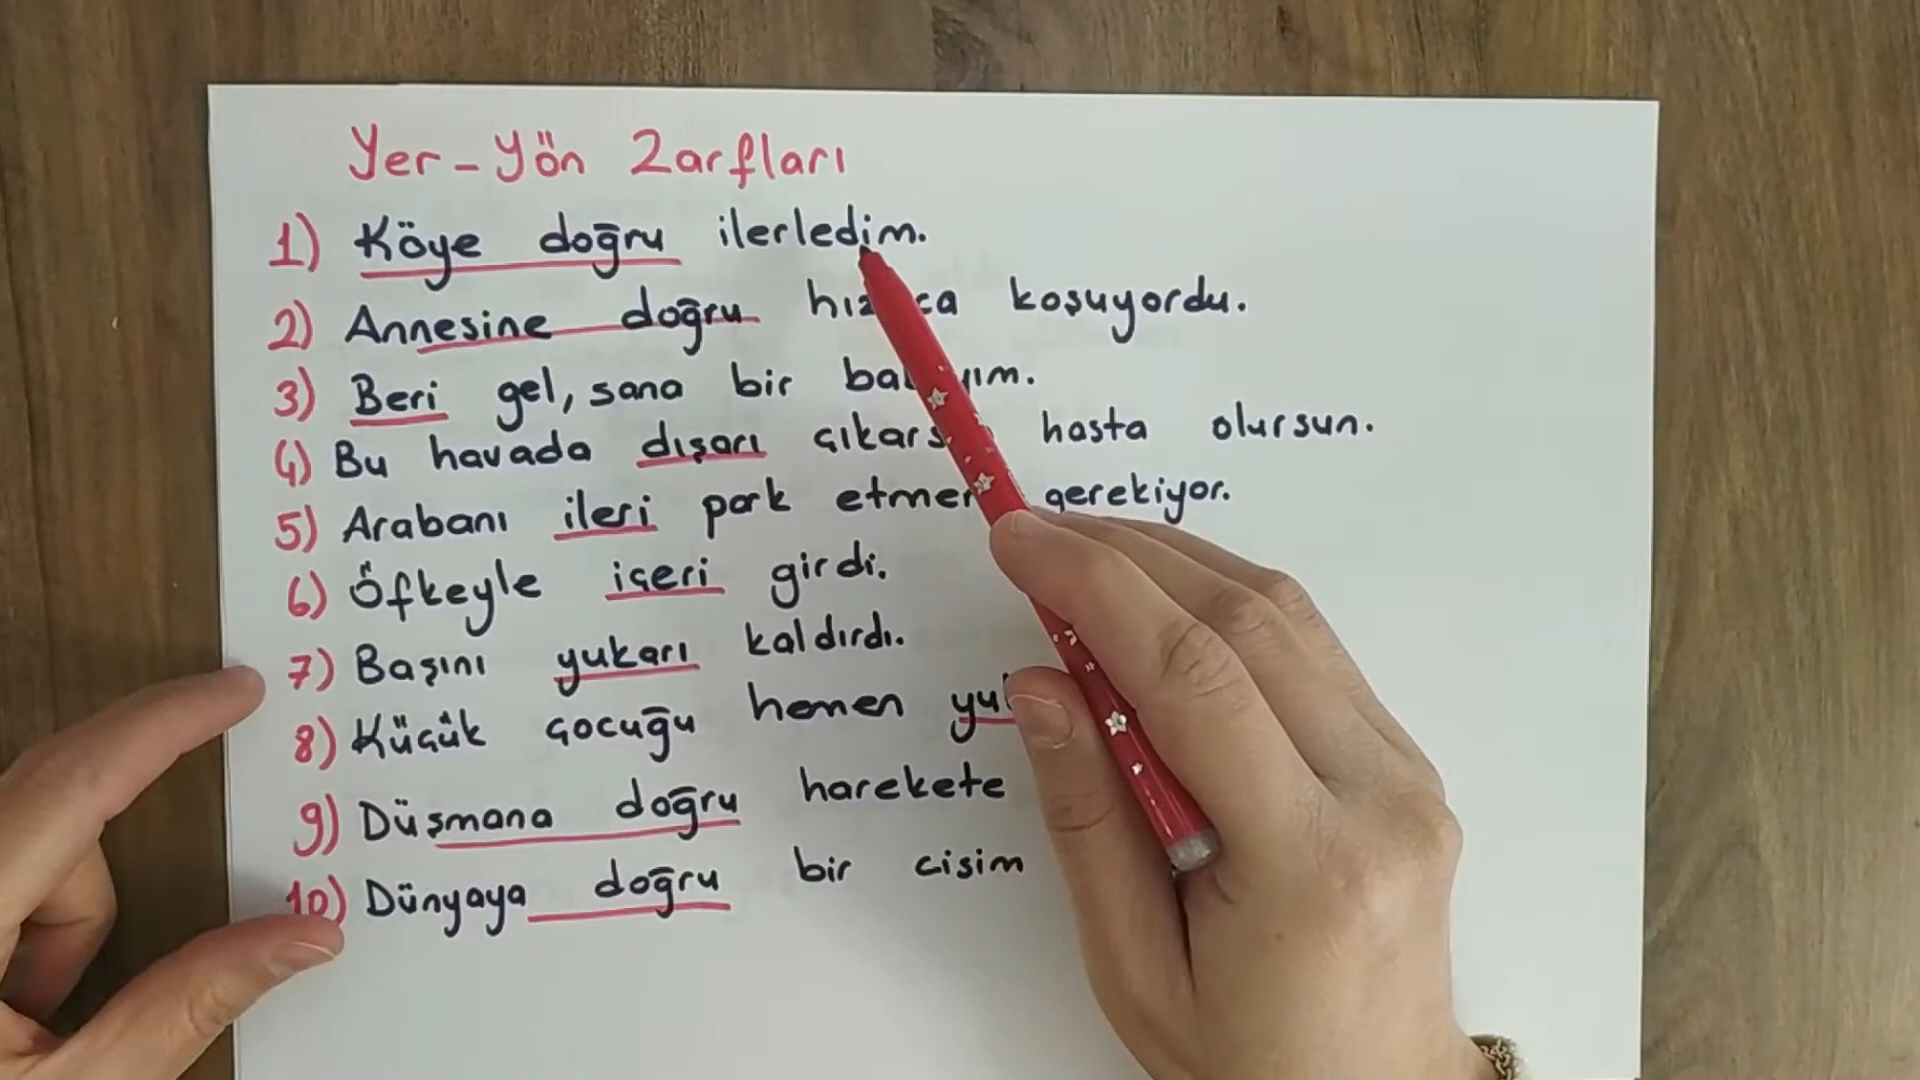 Yer-Yön Zarfları
1) Köye doğru ilerledim.
2) Annesine doğru koşuyordu.
3) Beri gel, sana bir
4) Bu havada dışarı hasta olursun.
5) Arabanı ileri park gerekiyor.
6) Öfkeyle içeri girdi.
7) Başını yukarı kaldırdı.
8) Küçük çocuğu hemen
9) Düşmana doğru harekete
10) Dünyaya doğru bir cisim